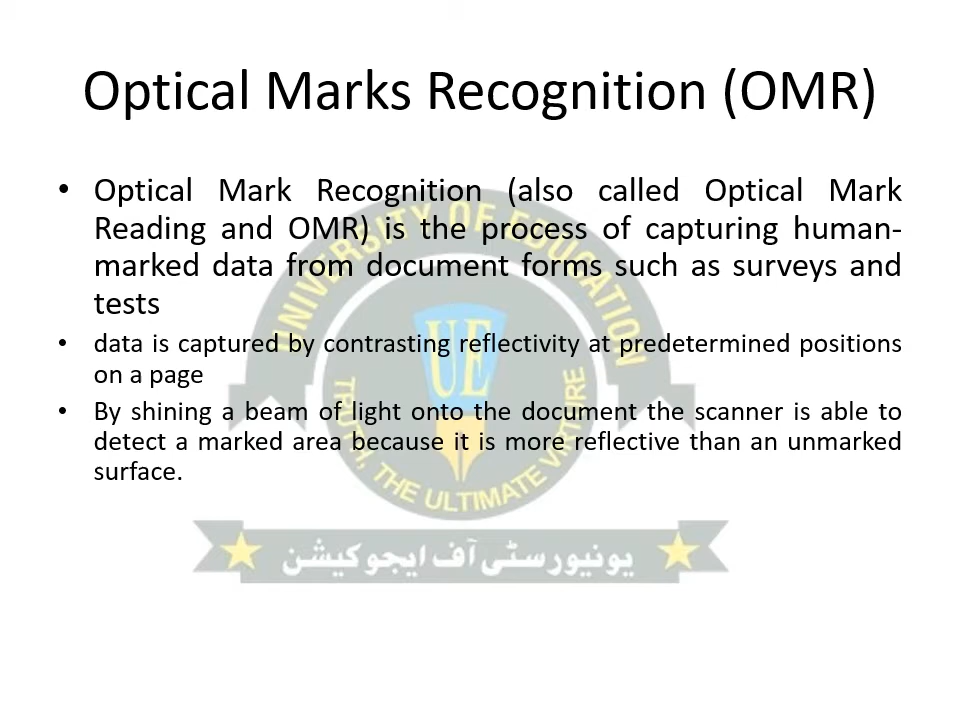 Optical Marks Recognition (OMR)
• Optical Mark Recognition (also called Optical Mark
Reading and OMR) is the process of capturing human-
marked data from document forms such as surveys and
tests
• data is captured by contrasting reflectivity at predetermined positions
on a page
• By shining a beam of light onto the document the scanner is able to
detect a marked area because it is more reflective than an unmarked
surface.
UNIVERSITY OF EDUCATION
UE
TRUTH, THE ULTIMATE VIRTUE
یونیورسٹی آف ایجوکیشن